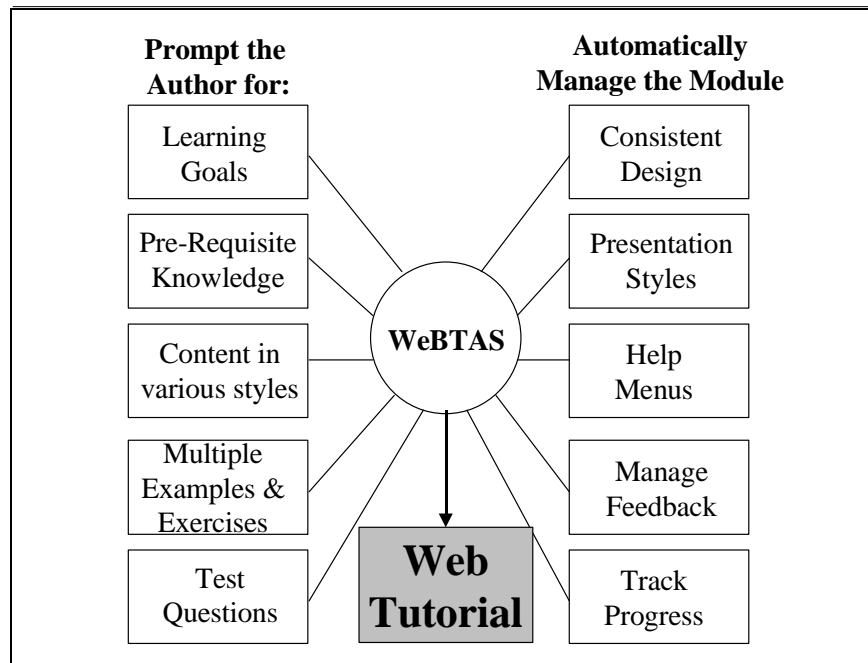 Prompt the
Author for:
Learning
Goals
Pre-Requisite
Knowledge
Content in
various styles
Multiple
Examples &
Exercises
Test
Questions
WeBTAS
Web
Tutorial
Automatically
Manage the Module
Consistent
Design
Presentation
Styles
Help
Menus
Manage
Feedback
Track
Progress